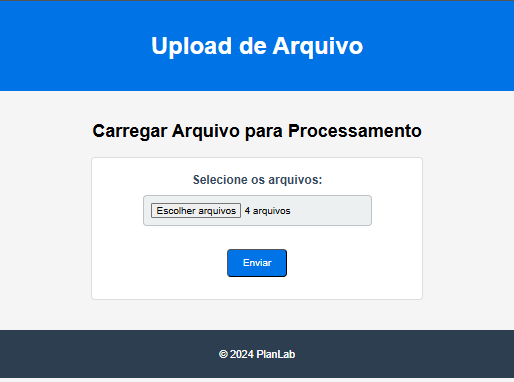 Upload de Arquivo
Carregar Arquivo para Processamento
Selecione os arquivos:
Escolher arquivos 4 arquivos
Enviar
© 2024 PlanLab